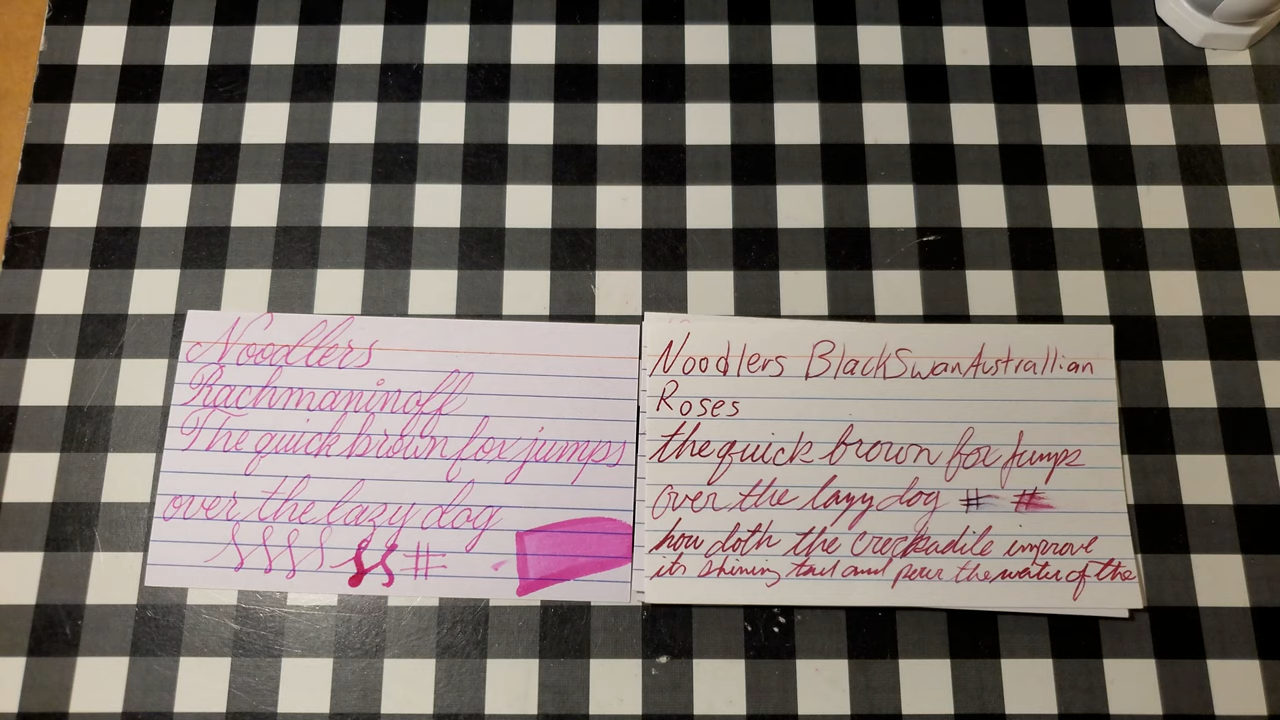 Noodlers
Rachmaninoff
The quick brown fox jumps
over the lazy dog
Noodlers Black Swan Australlian
Roses
the quick brown fox jumps
over the lazy dog # #
how doth the crockadile improve
its shining tail and pour the water of the